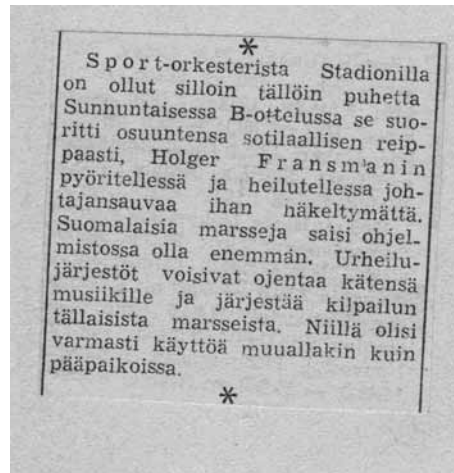 *
Sport-orkesterista Stadionilla
on ollut silloin tällöin puhetta
Sunnuntaisessa B-ottelussa se suo-
ritti osuuntensa sotilaallisen reip-
paasti, Holger Fransmanin
pyöritellessä ja heilutellessa joh-
tajansauvaa ihan häkeltymättä.
Suomalaisia marsseja saisi ohjel-
mistossa olla enemmän. Urheilu-
järjestöt voisivat ojentaa kätensä
musiikille ja järjestää kilpailun
tällaisista marsseista. Niillä olisi
varmasti käyttöä muuallakin kuin
pääpaikoissa.
*